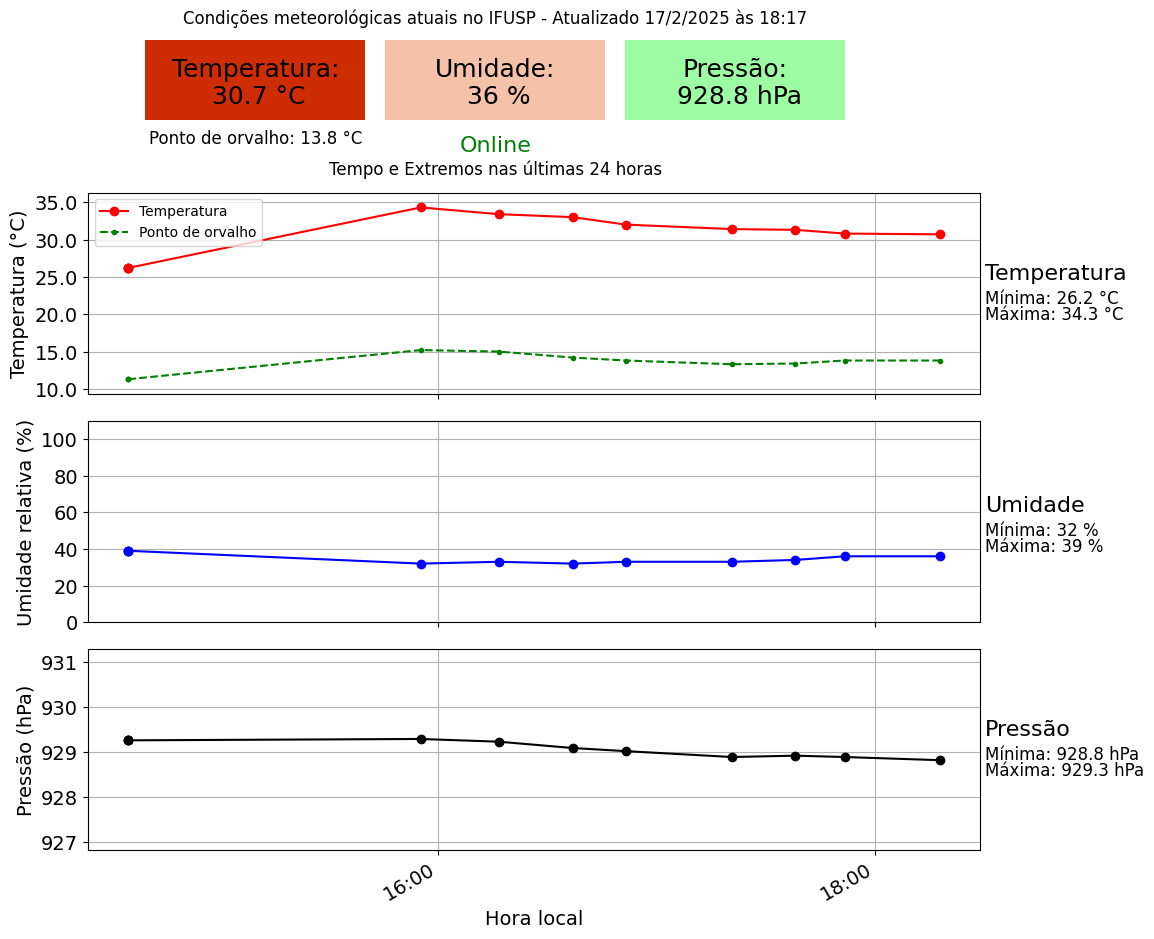 Condições meteorológicas atuais no IFUSP - Atualizado 17/2/2025 às 18:17
Temperatura:
30.7 °C
Umidade:
36 %
Pressão:
928.8 hPa
Ponto de orvalho: 13.8 °C
Online
Tempo e Extremos nas últimas 24 horas
Temperatura (°C)
35.0
30.0
25.0
20.0
15.0
10.0
Temperatura
Ponto de orvalho
Temperatura
Mínima: 26.2 °C
Máxima: 34.3 °C
Umidade relativa (%)
100
80
60
40
20
0
Umidade
Mínima: 32 %
Máxima: 39 %
Pressão (hPa)
931
930
929
928
927
Pressão
Mínima: 928.8 hPa
Máxima: 929.3 hPa
16:00
18:00
Hora local